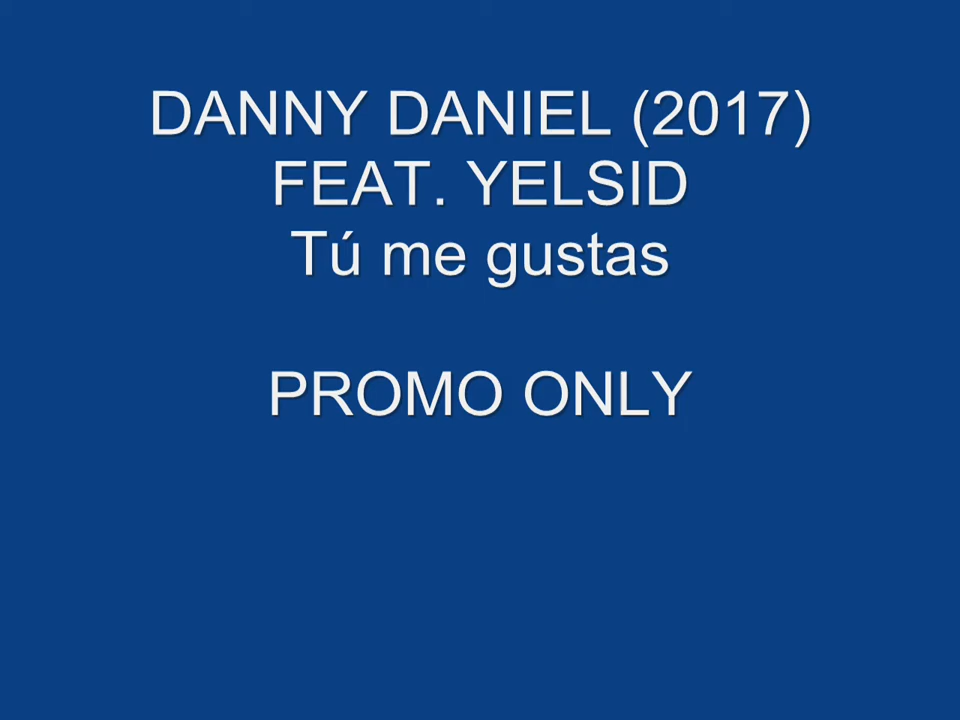 DANNY DANIEL (2017)
FEAT. YELSID
Tú me gustas
PROMO ONLY